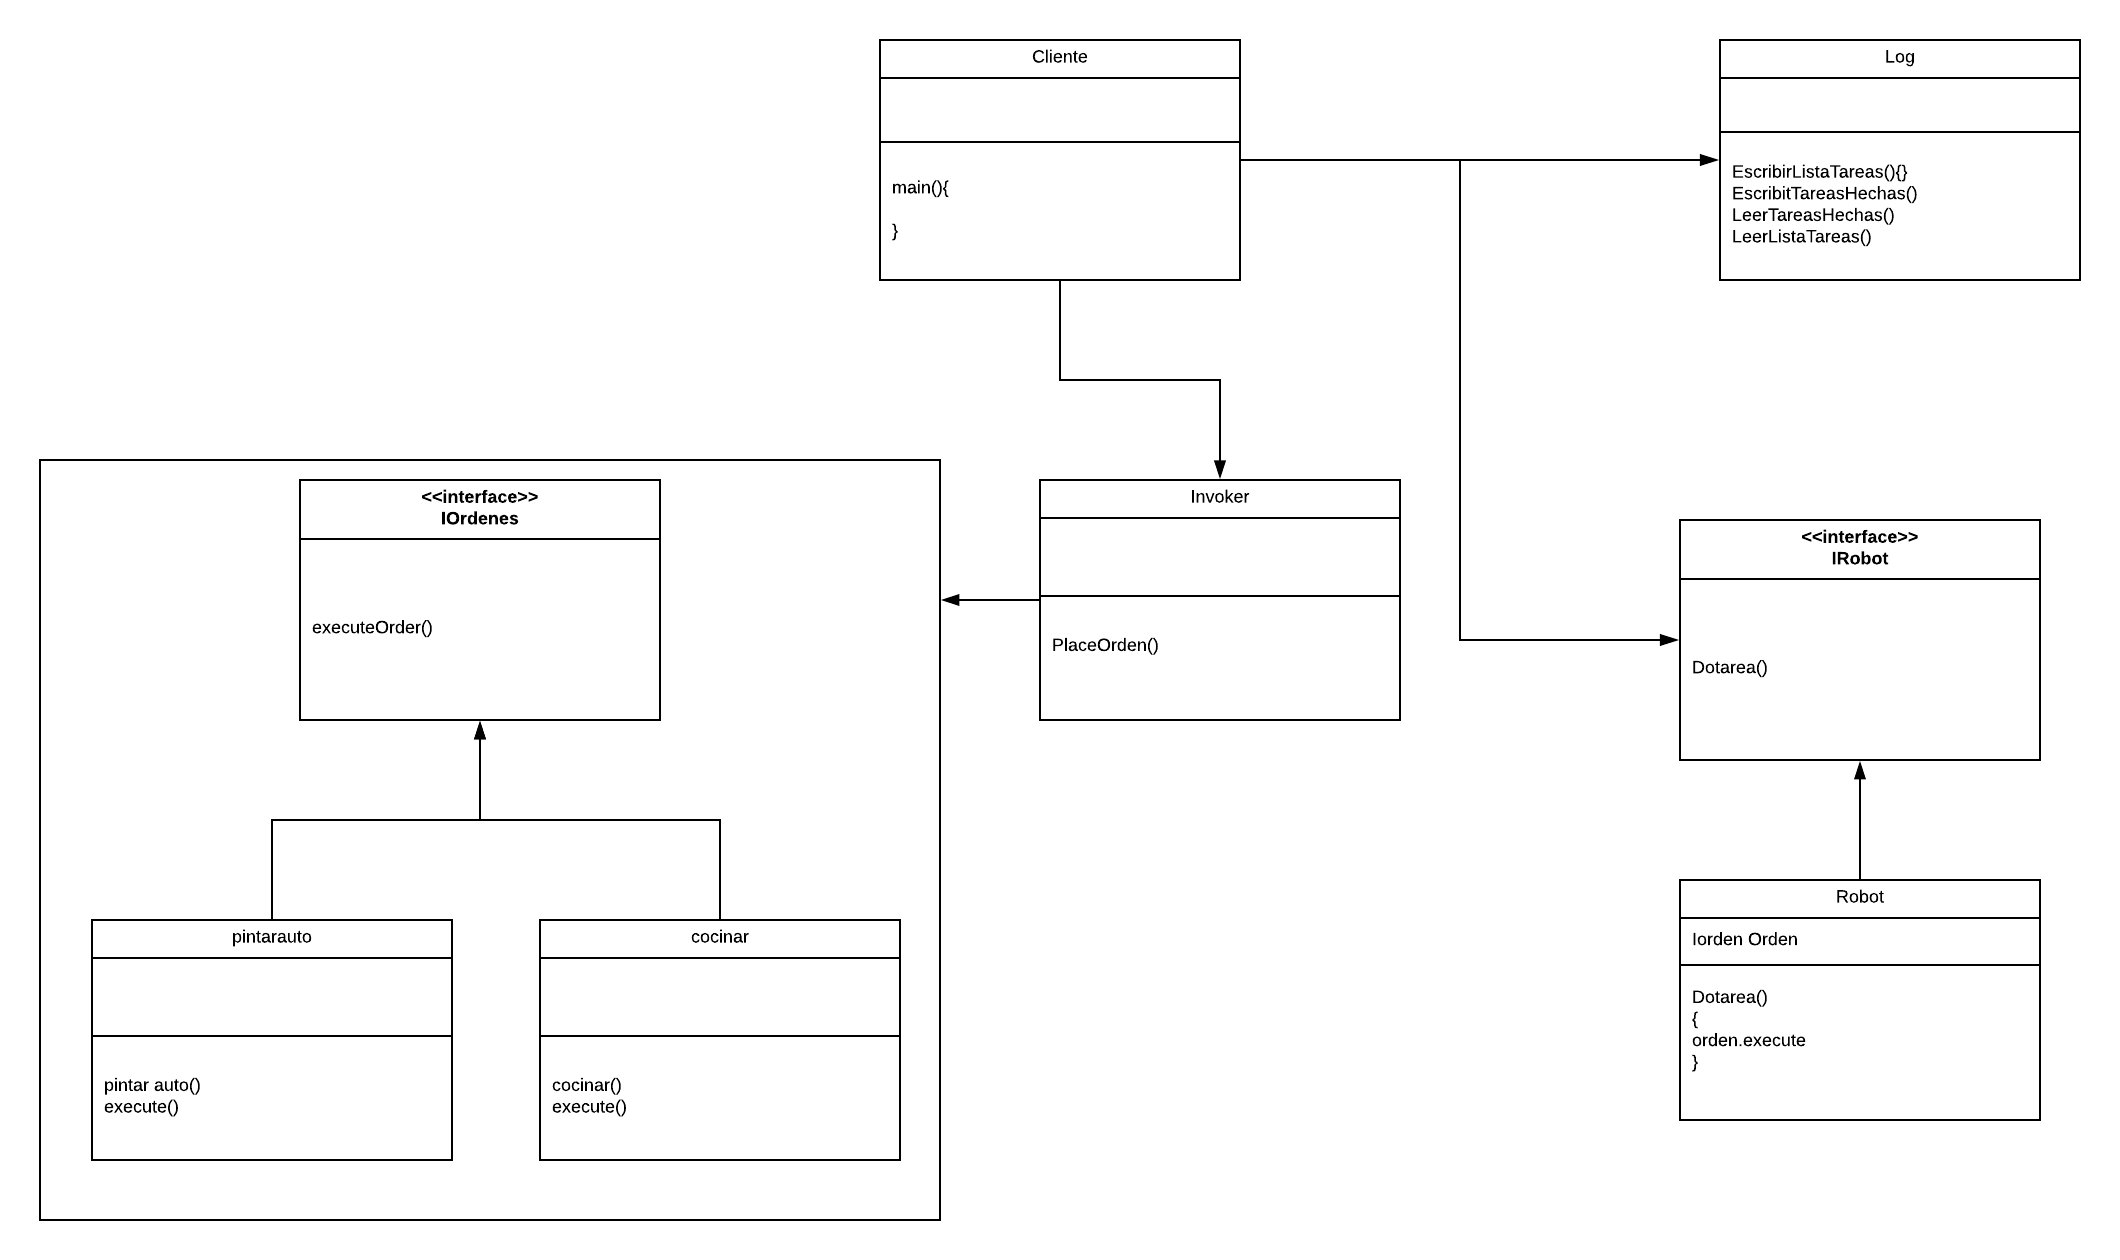 Cliente
main(){
}
Log
EscribirListaTareas(){}
EscribitTareasHechas()
LeerTareasHechas()
LeerListaTareas()
<<interface>>
IOrdenes
executeOrder()
Invoker
PlaceOrden()
<<interface>>
IRobot
Dotarea()
pintarauto
pintar auto()
execute()
cocinar
cocinar()
execute()
Robot
Iorden Orden
Dotarea()
{
orden.execute
}